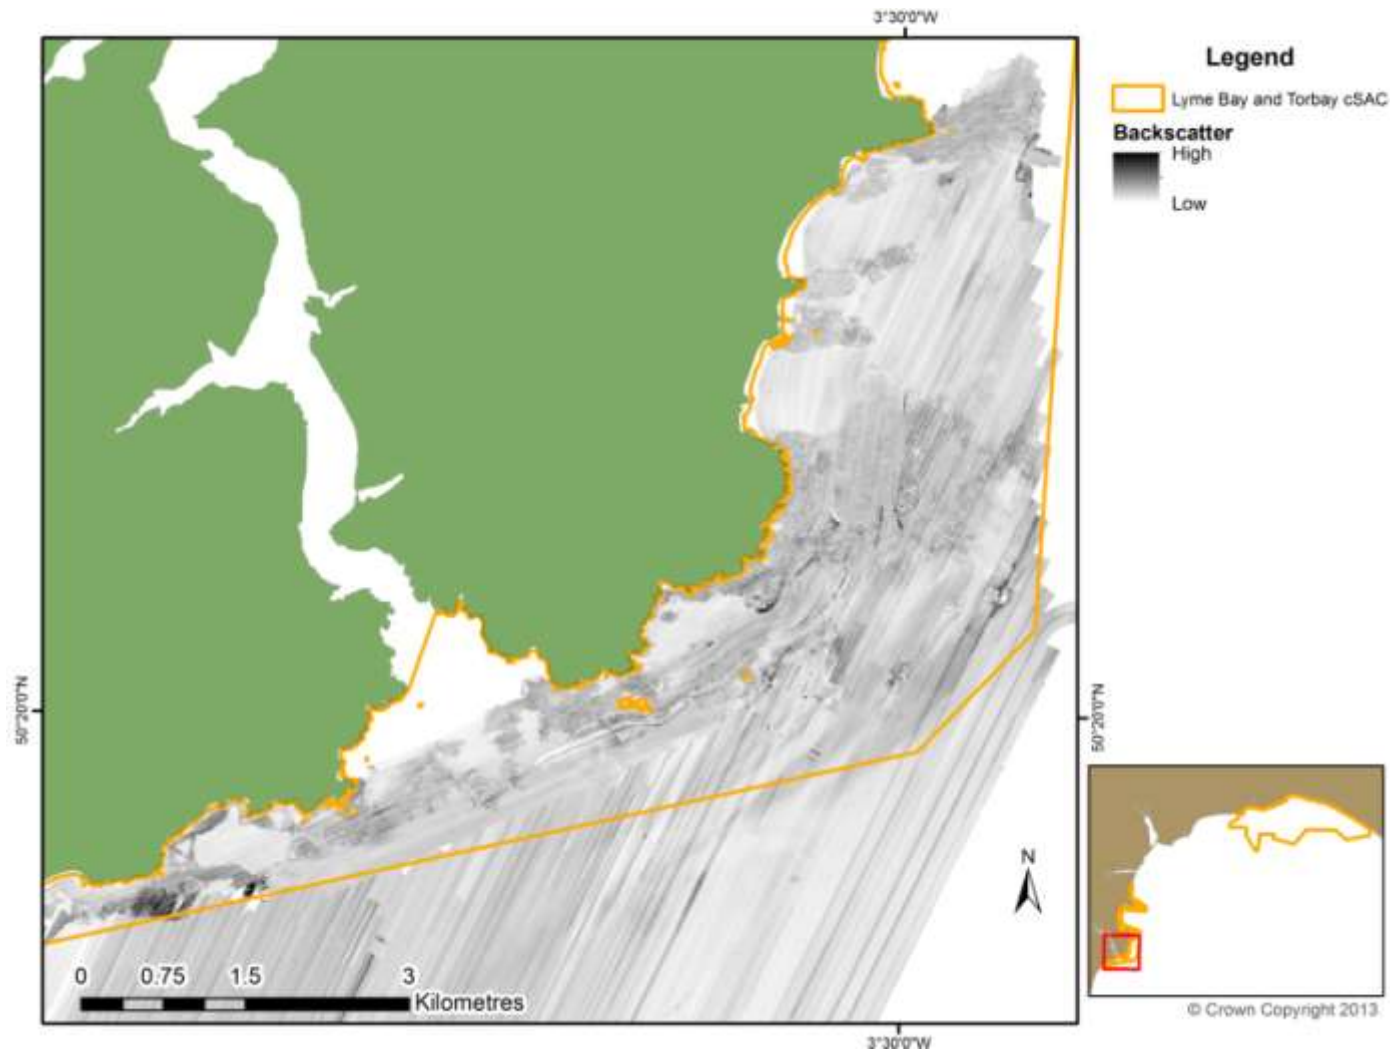 3°30'0"W
Legend
Lyme Bay and Torbay cSAC
Backscatter
High
Low
50°20'0"N
50°20'0"N
N
0 0.75 1.5 3
Kilometres
© Crown Copyright 2013
3°30'0"W